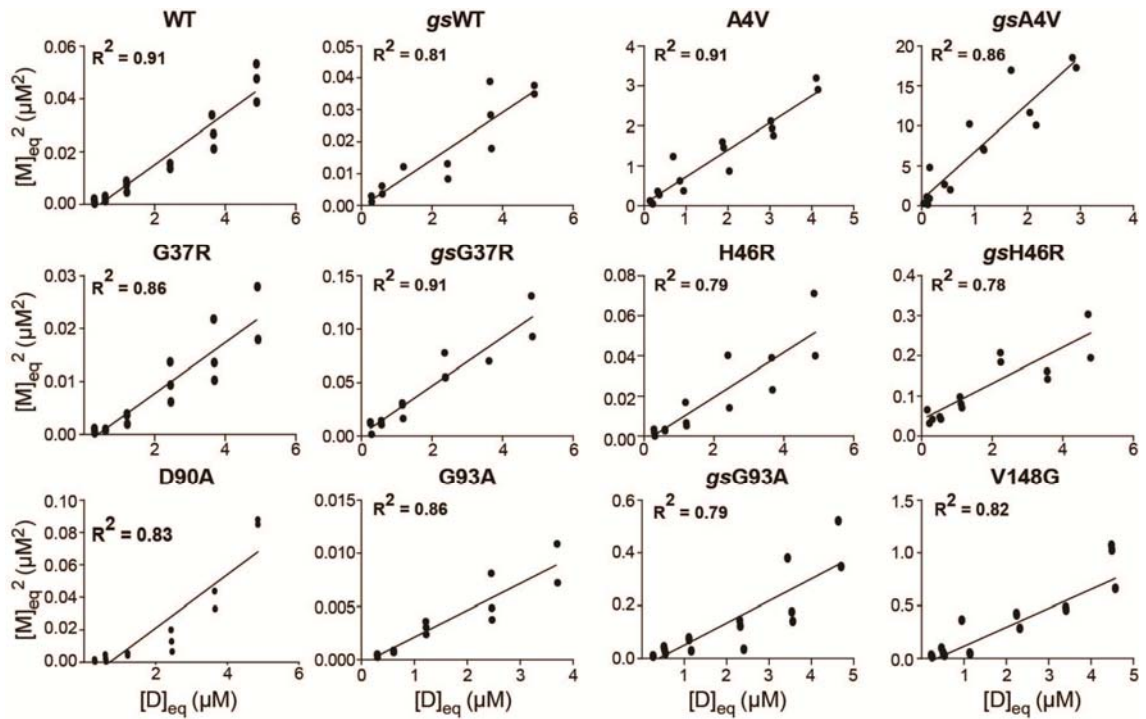 WT gsWT A4V gsA4V
[M]eq² (µM²)
0.06 0.05 4 20
R² = 0.91 R² = 0.81 R² = 0.91 R² = 0.86
0.04 3 15
0.04 0.03 2 10
0.02 0.02 1 5
0.01
0.00 0.00 0 0
2 4 6 0 2 4 6 0 1 2 3 4 5 0 1 2 3 4
G37R gsG37R H46R gsH46R
[M]eq² (µM²)
0.03 0.15 0.08 0.4
R² = 0.86 R² = 0.91 R² = 0.79 R² = 0.78
0.06 0.3
0.02 0.10
0.04 0.2
0.01 0.05
0.02 0.1
0.00 0.00 0.00 0.0
0 2 4 6 0 2 4 6 0 2 4 6 0 2 4 6
D90A G93A gsG93A V148G
[M]eq² (µM²)
0.10 0.015 0.6 1.5
R² = 0.83 R² = 0.86 R² = 0.79 R² = 0.82
0.08
0.06 0.010 0.4 1.0
0.04 0.005 0.2 0.5
0.02
0.00 0.000 0.0 0.0
0 2 4 6 0 1 2 3 4 0 1 2 3 4 5 0 1 2 3 4 5
[D]eq (µM) [D]eq (µM) [D]eq (µM) [D]eq (µM)